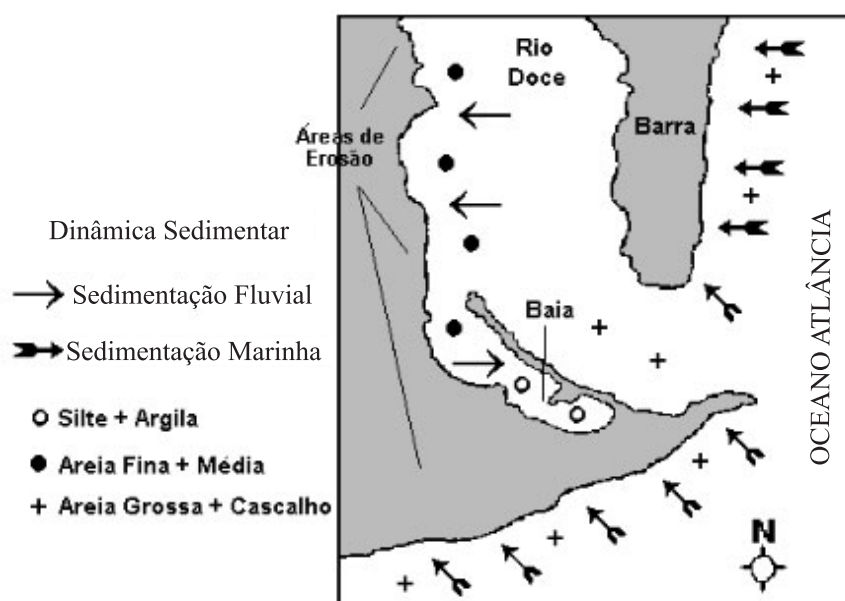 Rio
Doce
Barra
Áreas de
Erosão
Dinâmica Sedimentar
Sedimentação Fluvial
Baia
Sedimentação Marinha
Silte + Argila
Areia Fina + Média
Areia Grossa + Cascalho
OCEANO ATLÂNCIA
N